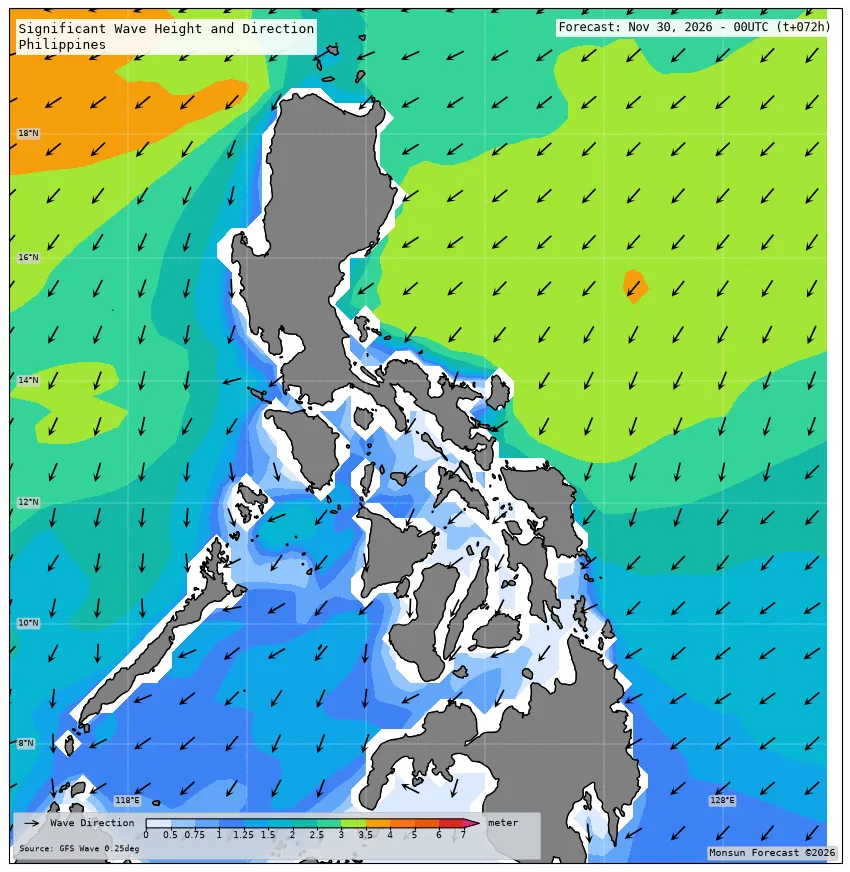 Significant Wave Height and Direction
Philippines
Forecast: Nov 30, 2026 - 00UTC (t+072h)
18°N
16°N
14°N
12°N
10°N
8°N
118°E
128°E
Wave Direction
0 0.5 0.75 1 1.25 1.5 2 2.5 3 3.5 4 5 6 7
meter
Source: GFS Wave 0.25deg
Monsun Forecast ©2026